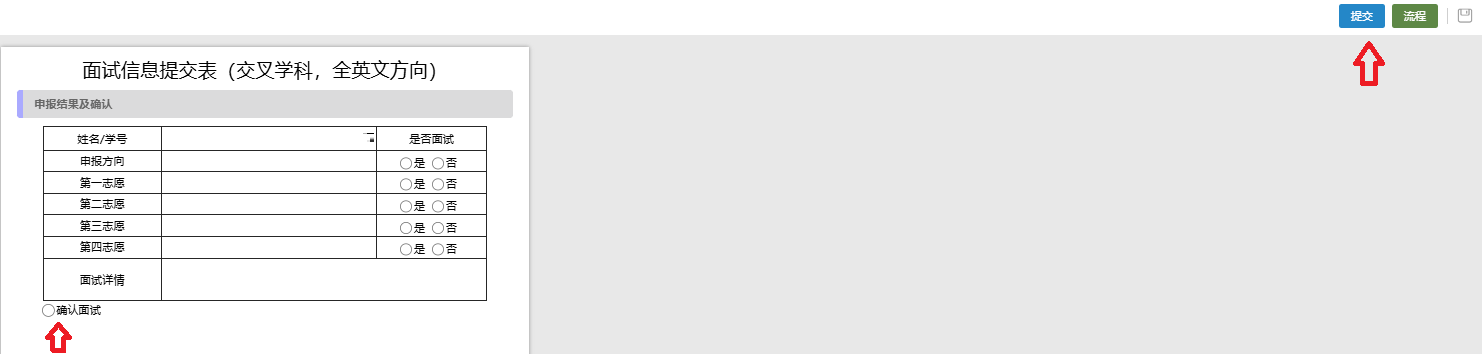 提交 流程
面试信息提交表（交叉学科，全英文方向）
申报结果及确认
姓名/学号 是否面试
申报方向 是 否
第一志愿 是 否
第二志愿 是 否
第三志愿 是 否
第四志愿 是 否
面试详情
确认面试